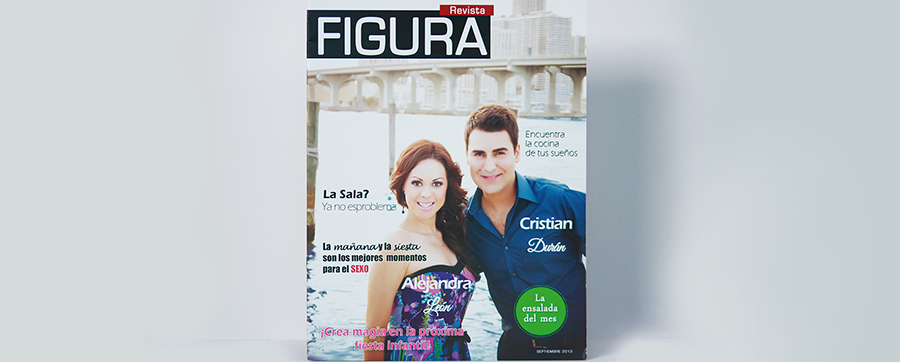 Revista
FIGURA
Encuentra
la cocina
de tus sueños
La Sala?
Ya no esproblema
Cristian
Durán
La mañana y la siesta
son los mejores momentos
para el SEXO
Alejandra
León
La
ensalada
del mes
¡Crea magia en la próxima
fiesta infantil!
SEPTIEMBRE 2013